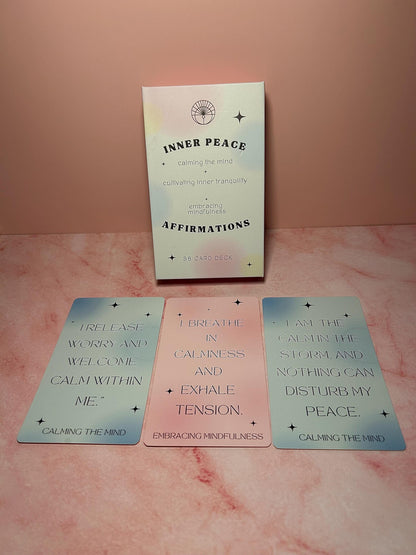 INNER PEACE
calming the mind
cultivating inner tranquility
embracing
mindfulness
AFFIRMATIONS
"I RELEASE
WORRY AND
WELCOME
CALM WITHIN
ME."
CALMING THE MIND
I BREATHE
IN
CALMNESS
AND
EXHALE
TENSION.
EMBRACING MINDFULNESS
I AM THE
CALM IN THE
STORM, AND
NOTHING CAN
DISTURB MY
PEACE.
CALMING THE MIND
CARD DECK